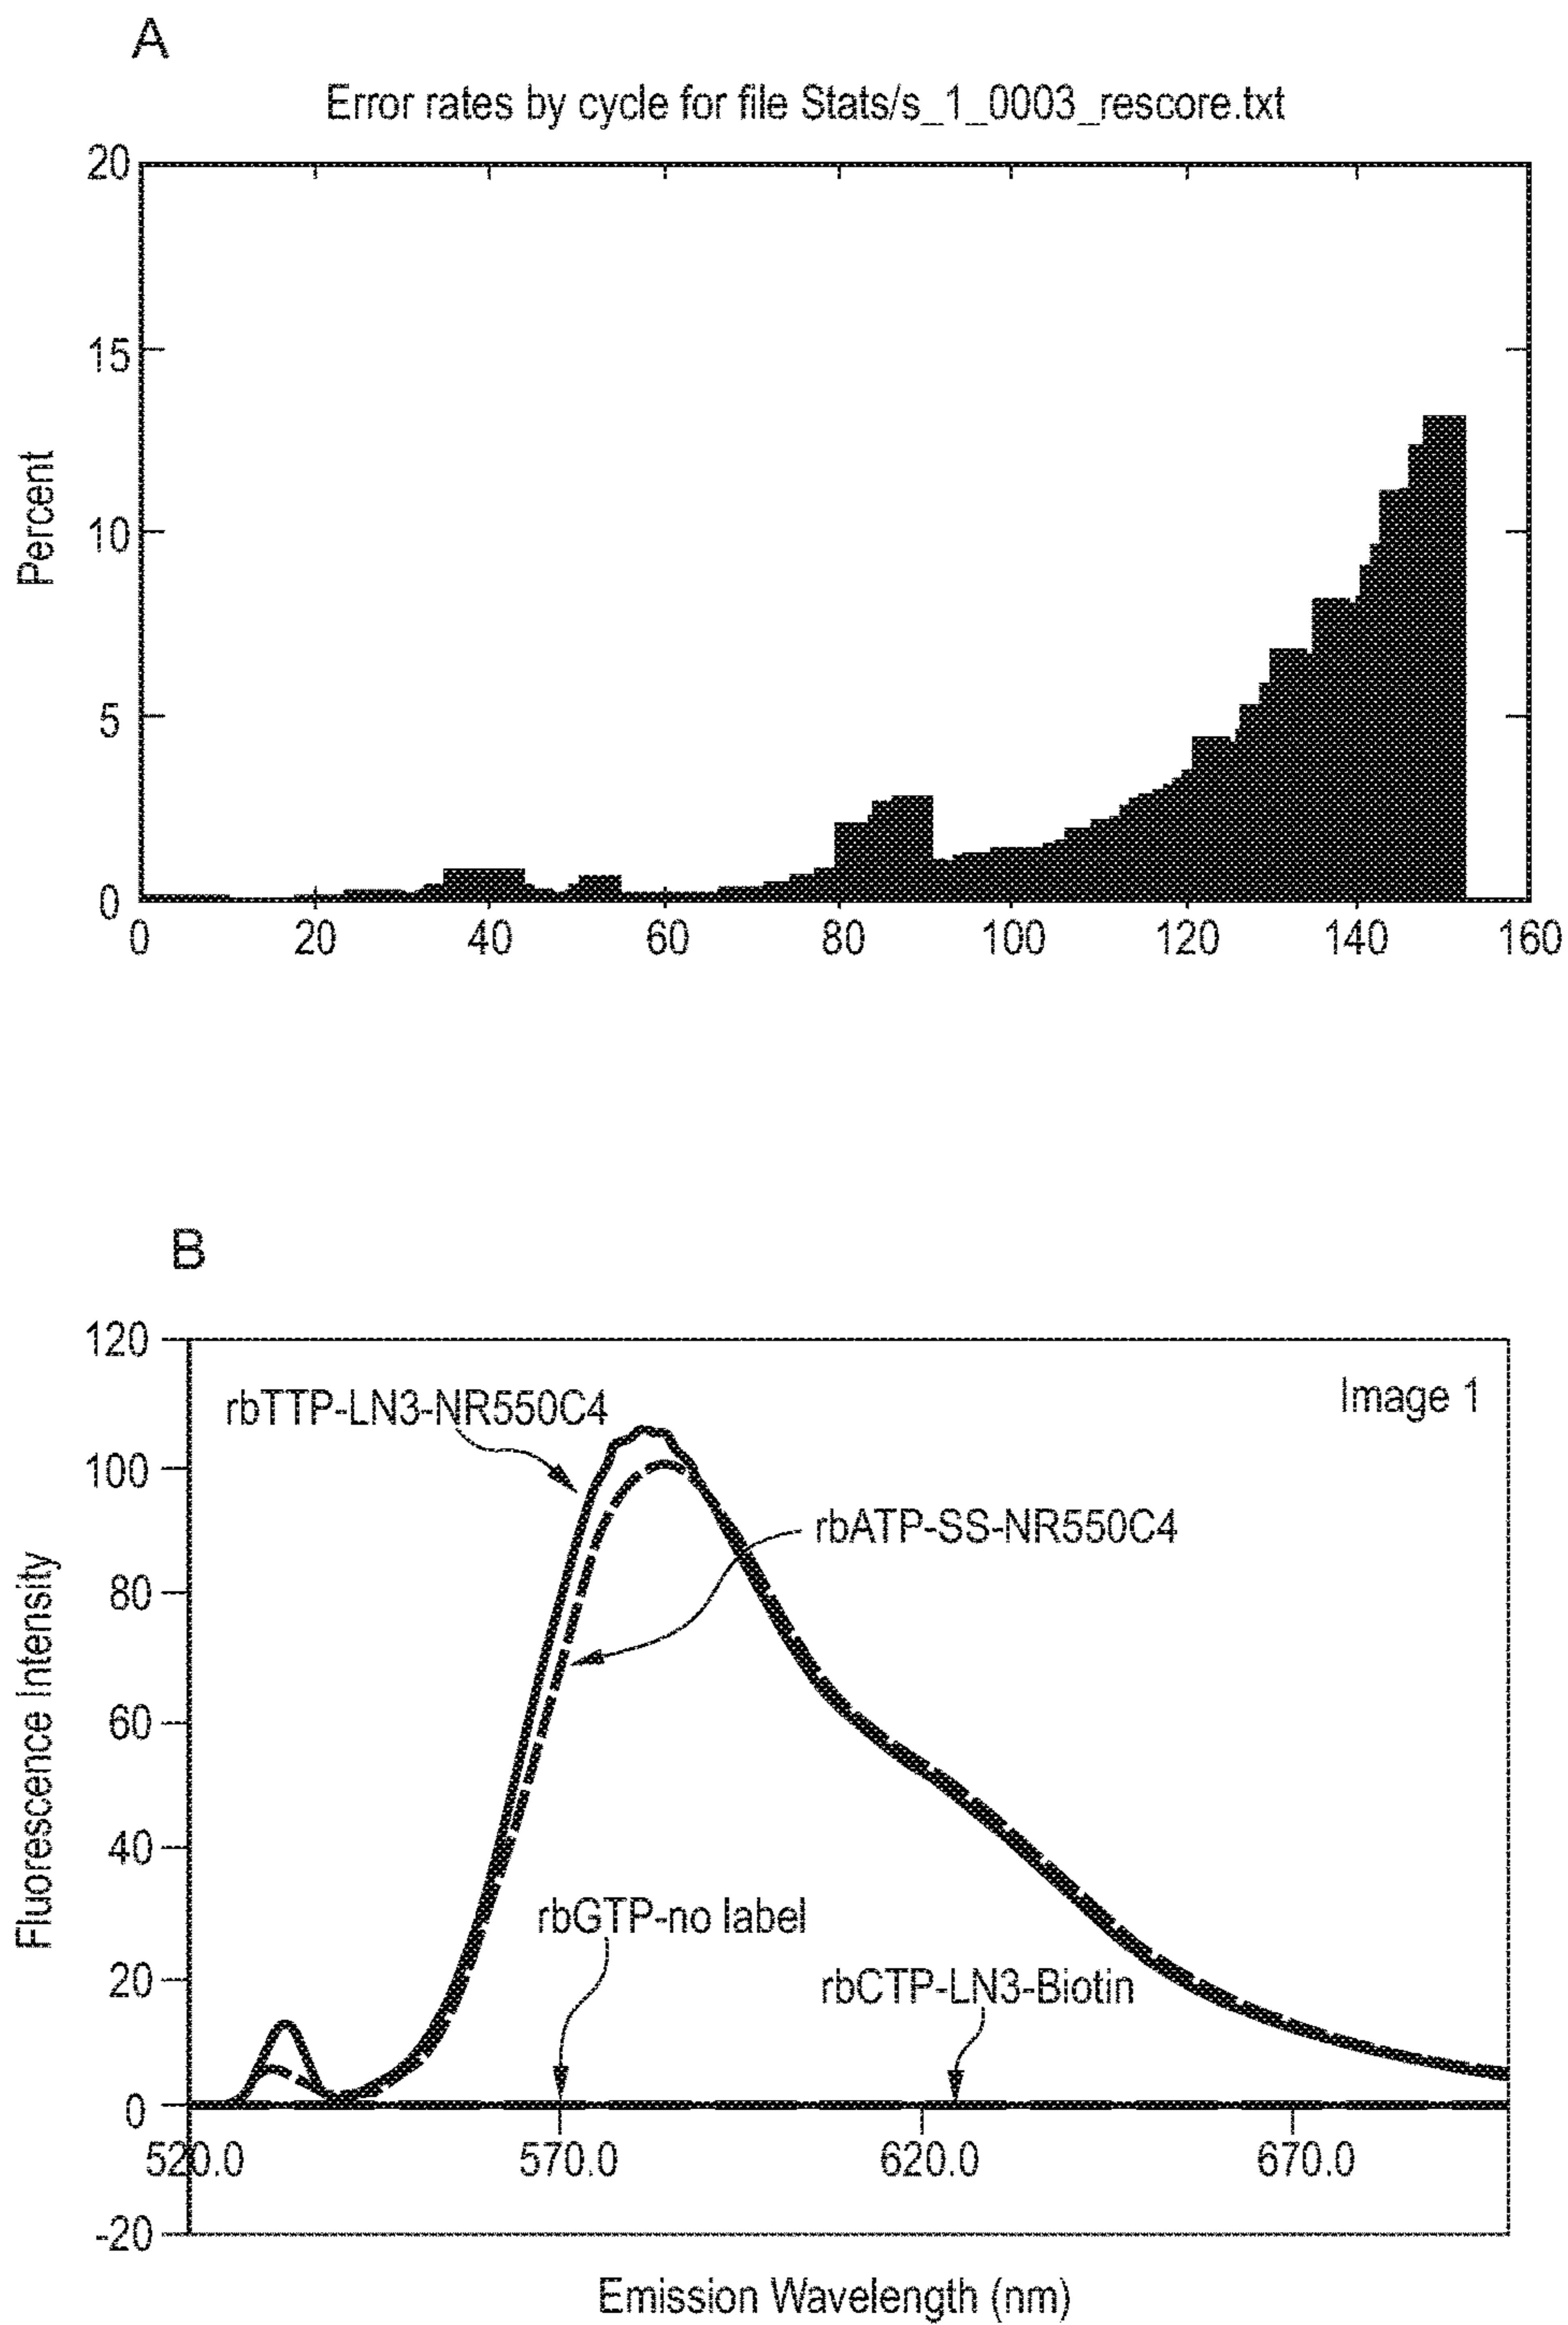 A
Error rates by cycle for file Stats/s_1_0003_rescore.txt
Percent
20
15
10
5
0
0 20 40 60 80 100 120 140 160
B
Fluorescence Intensity
120
100
80
60
40
20
0
-20
Image 1
rbTTP-LN3-NR550C4
rbATP-SS-NR550C4
rbGTP-no label
rbCTP-LN3-Biotin
520.0 570.0 620.0 670.0
Emission Wavelength (nm)